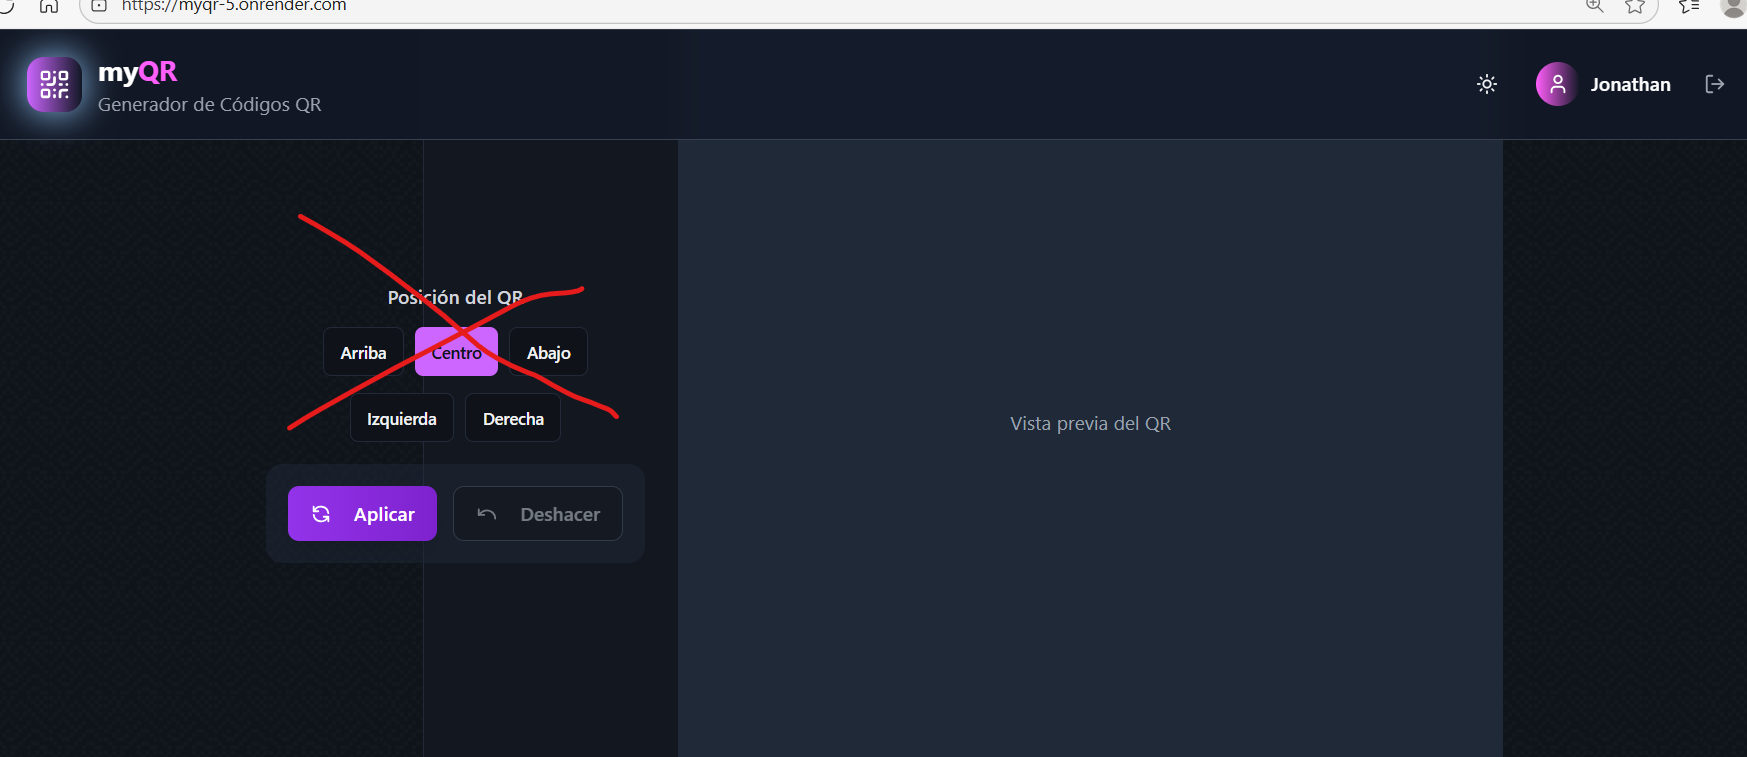 https://myqr-5.onrender.com
myQR
Generador de Códigos QR
Jonathan
Posición del QR
Arriba
Centro
Abajo
Izquierda
Derecha
Vista previa del QR
Aplicar
Deshacer